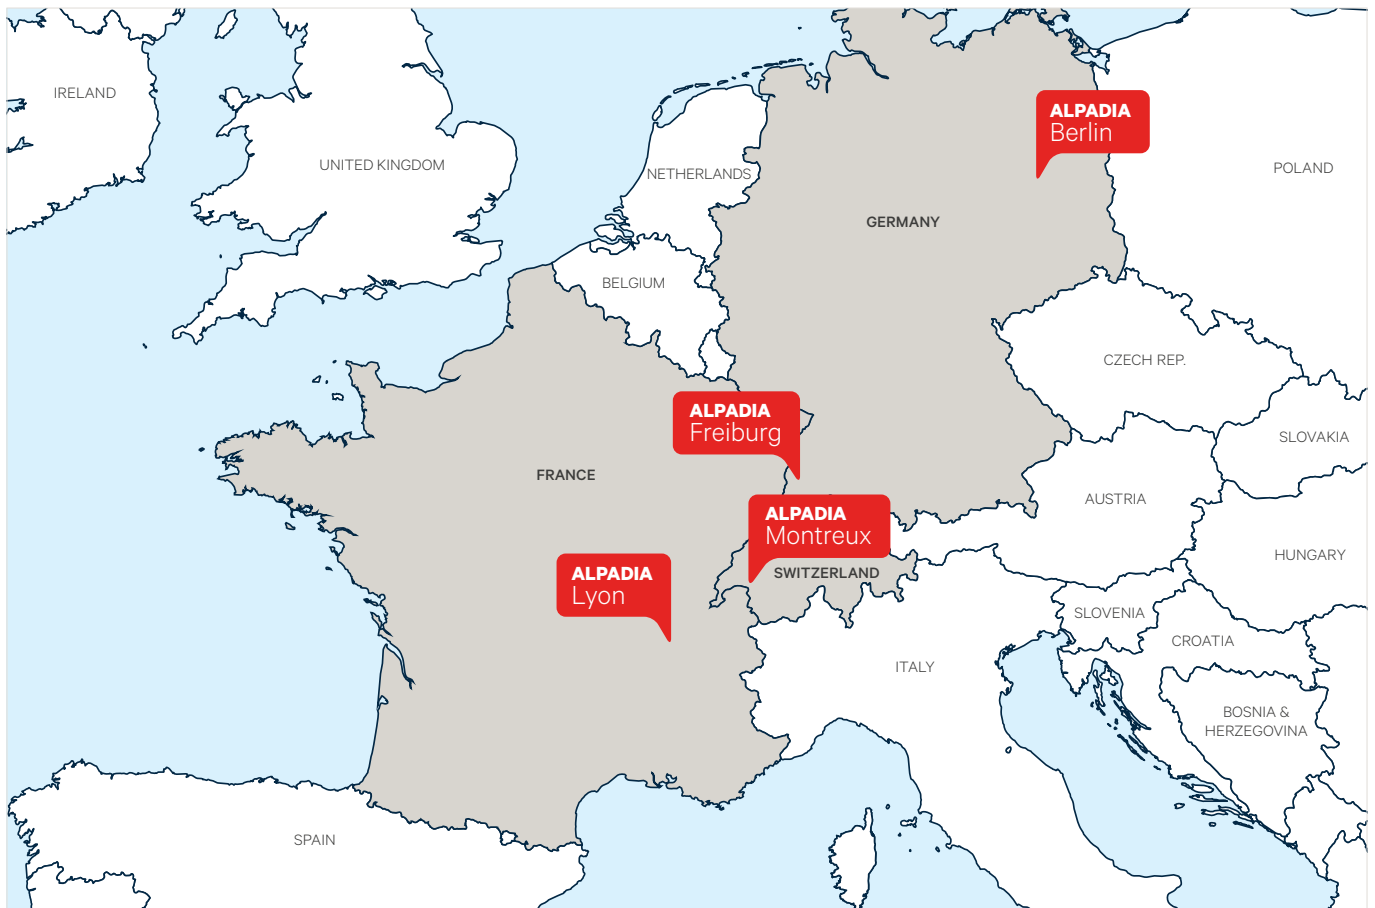 IRELAND
UNITED KINGDOM
NETHERLANDS
BELGIUM
GERMANY
ALPADIA
Berlin
POLAND
CZECH REP.
ALPADIA
Freiburg
FRANCE
SLOVAKIA
AUSTRIA
ALPADIA
Montreux
SWITZERLAND
HUNGARY
ALPADIA
Lyon
SLOVENIA
CROATIA
ITALY
BOSNIA &
HERZEGOVINA
SPAIN